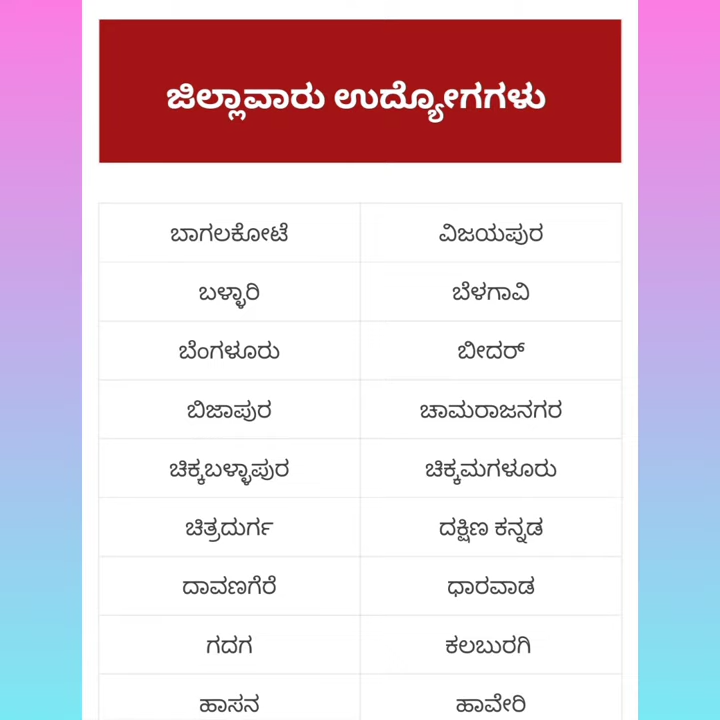 ಜಿಲ್ಲಾವಾರು ಉದ್ಯೋಗಗಳು
ಬಾಗಲಕೋಟೆ ವಿಜಯಪುರ
ಬಳ್ಳಾರಿ ಬೆಳಗಾವಿ
ಬೆಂಗಳೂರು ಬೀದರ್
ಬಿಜಾಪುರ ಚಾಮರಾಜನಗರ
ಚಿಕ್ಕಬಳ್ಳಾಪುರ ಚಿಕ್ಕಮಗಳೂರು
ಚಿತ್ರದುರ್ಗ ದಕ್ಷಿಣ ಕನ್ನಡ
ದಾವಣಗೆರೆ ಧಾರವಾಡ
ಗದಗ ಕಲಬುರಗಿ
ಹಾಸನ ಹಾವೇರಿ